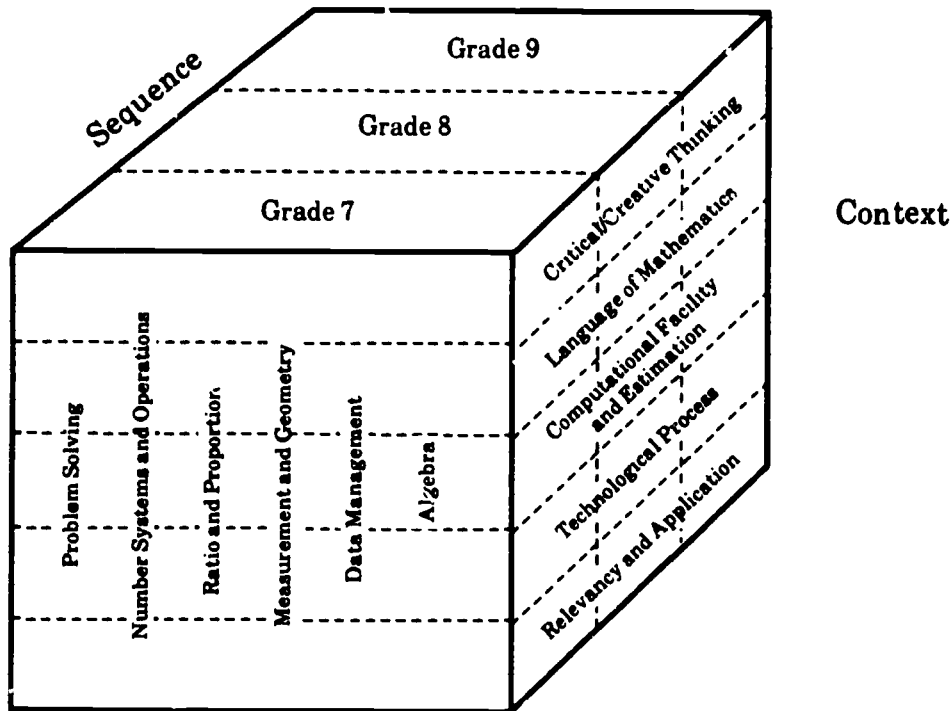 Sequence
Grade 9
Grade 8
Grade 7
Context
Critical/Creative Thinking
Language of Mathematics
Computational Facility
and Estimation
Technological Process
Relevancy and Application
Problem Solving
Number Systems and Operations
Ratio and Proportion
Measurement and Geometry
Data Management
Algebra